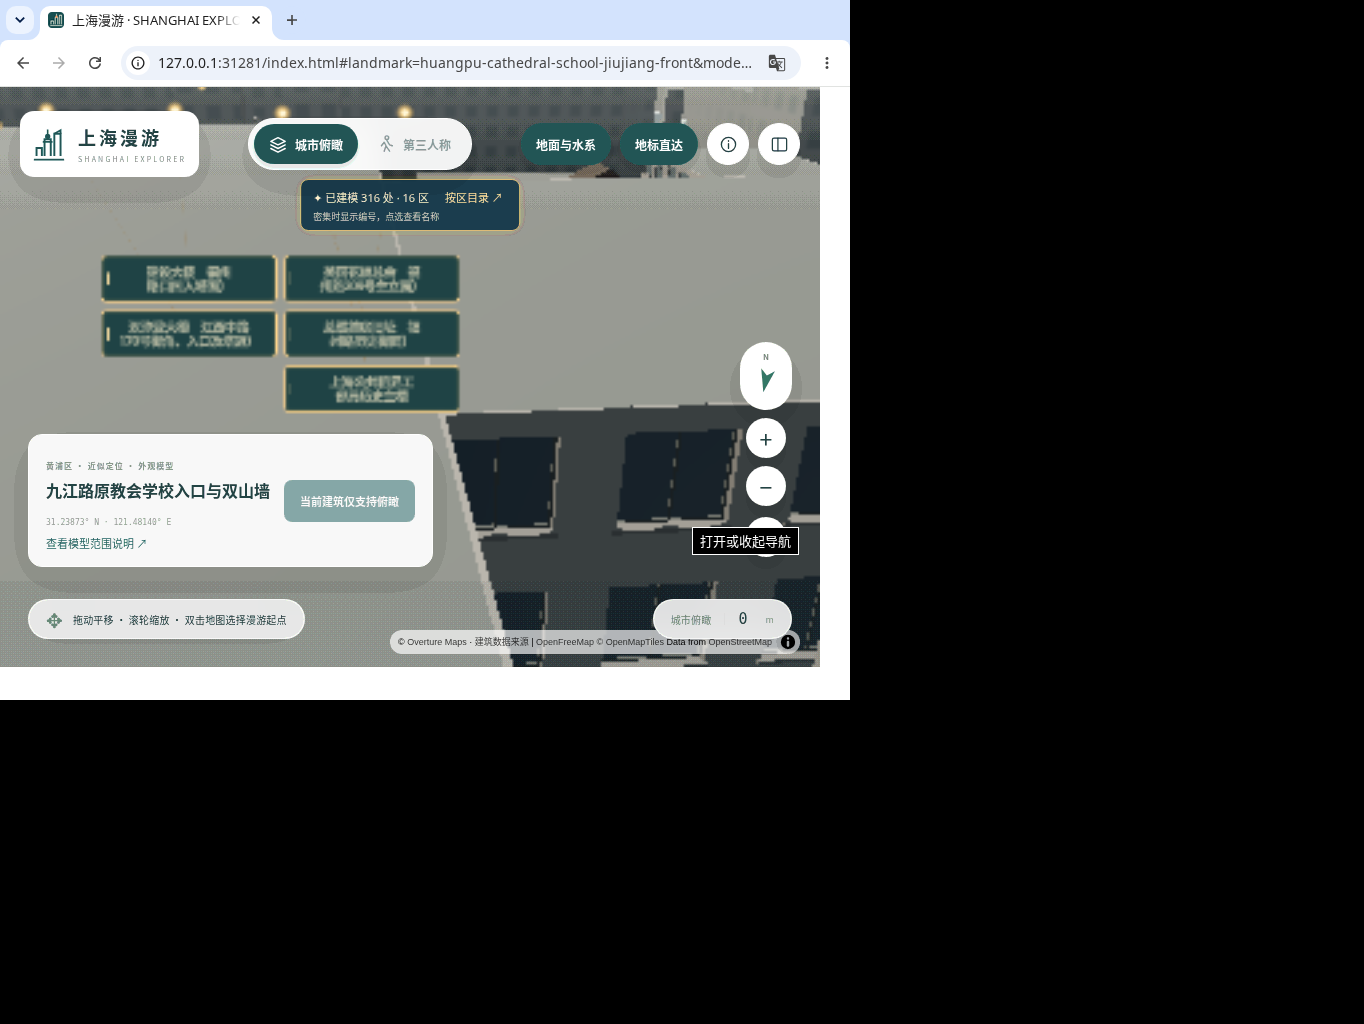 上海漫游 · SHANGHAI EXPL
127.0.0.1:31281/index.html#landmark=huangpu-cathedral-school-jiujiang-front&mode...
上海漫游
SHANGHAI EXPLORER
城市俯瞰
第三人称
地面与水系
地标直达
✦ 已建模 316 处 · 16 区 按区目录 ↗
密集时显示编号，点选查看名称
N
黄浦区 · 近似定位 · 外观模型
九江路原教会学校入口与双山墙
当前建筑仅支持俯瞰
31.23873° N · 121.48140° E
查看模型范围说明 ↗
打开或收起导航
拖动平移 · 滚轮缩放 · 双击地图选择漫游起点
城市俯瞰 0 m
© Overture Maps · 建筑数据来源 | OpenFreeMap © OpenMapTiles Data from OpenStreetMap